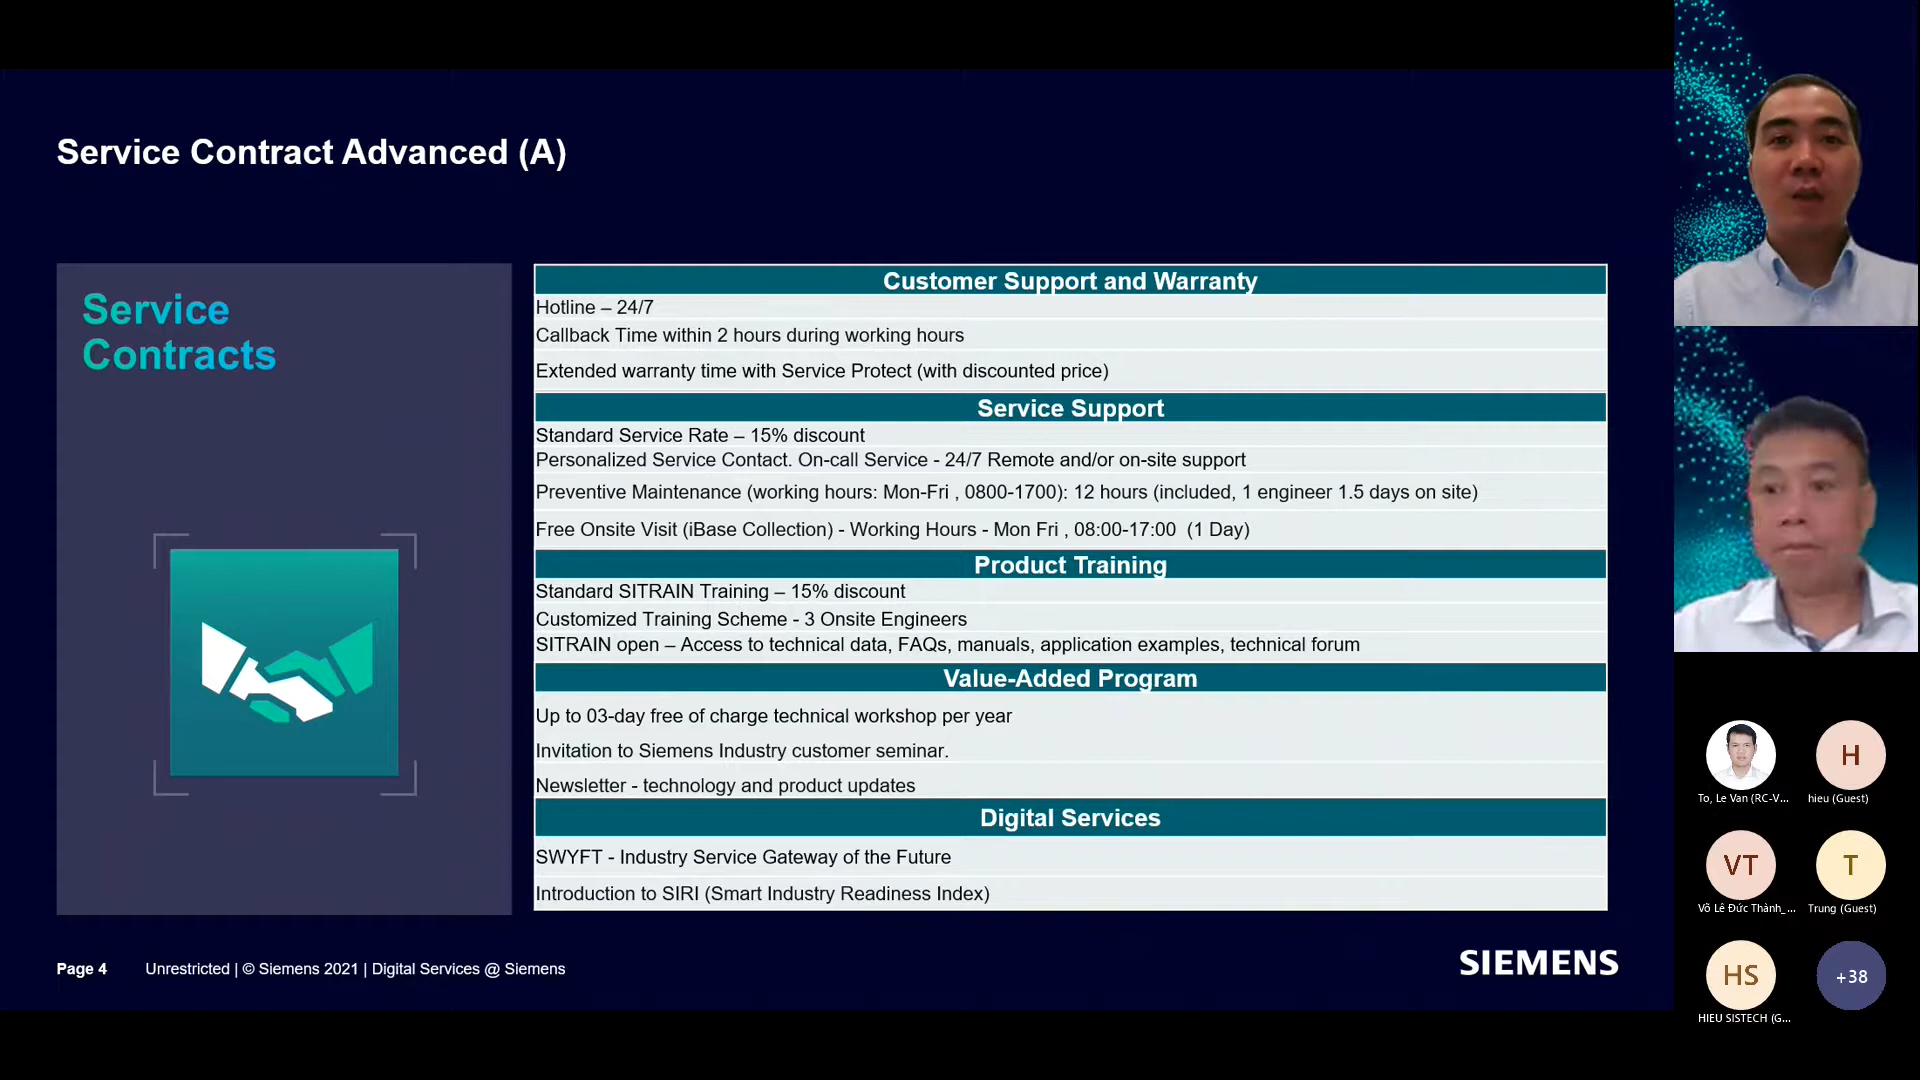 Service Contract Advanced (A)
Service
Contracts
Customer Support and Warranty
Hotline – 24/7
Callback Time within 2 hours during working hours
Extended warranty time with Service Protect (with discounted price)
Service Support
Standard Service Rate – 15% discount
Personalized Service Contact. On-call Service - 24/7 Remote and/or on-site support
Preventive Maintenance (working hours: Mon-Fri , 0800-1700): 12 hours (included, 1 engineer 1.5 days on site)
Free Onsite Visit (iBase Collection) - Working Hours - Mon Fri , 08:00-17:00 (1 Day)
Product Training
Standard SITRAIN Training – 15% discount
Customized Training Scheme - 3 Onsite Engineers
SITRAIN open – Access to technical data, FAQs, manuals, application examples, technical forum
Value-Added Program
Up to 03-day free of charge technical workshop per year
Invitation to Siemens Industry customer seminar.
Newsletter - technology and product updates
Digital Services
SWYFT - Industry Service Gateway of the Future
Introduction to SIRI (Smart Industry Readiness Index)
Page 4 Unrestricted | © Siemens 2021 | Digital Services @ Siemens
SIEMENS
H
To, Le Van (RC-V... hieu (Guest)
VT T
Võ Lê Đức Thành_... Trung (Guest)
HS +38
HIEU SISTECH (G...